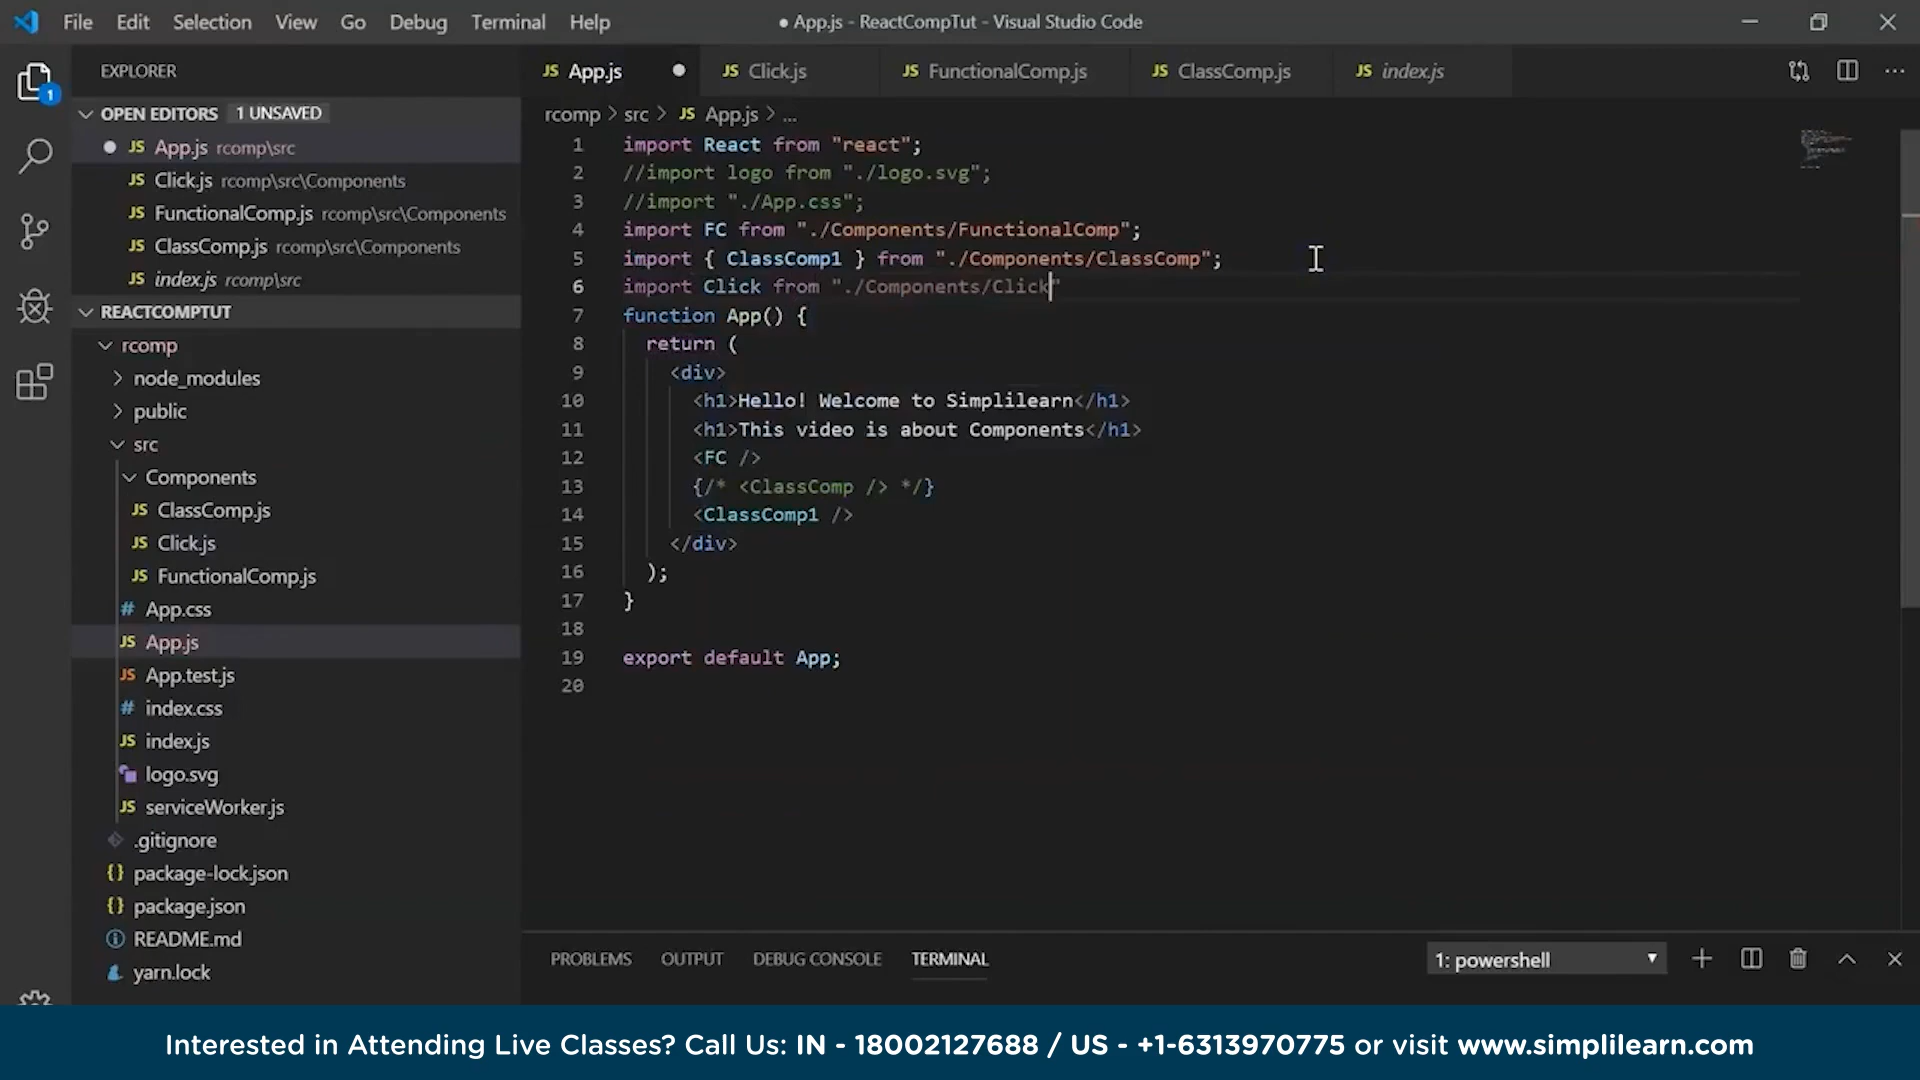 File Edit Selection View Go Debug Terminal Help
● App.js - ReactCompTut - Visual Studio Code
EXPLORER
OPEN EDITORS 1 UNSAVED
JS App.js rcomp\src
JS Click.js rcomp\src\Components
JS FunctionalComp.js rcomp\src\Components
JS ClassComp.js rcomp\src\Components
JS index.js rcomp\src
REACTCOMPTUT
rcomp
node_modules
public
src
Components
JS ClassComp.js
JS Click.js
JS FunctionalComp.js
# App.css
JS App.js
JS App.test.js
# index.css
JS index.js
logo.svg
JS serviceWorker.js
.gitignore
{} package-lock.json
{} package.json
README.md
yarn.lock
1
JS App.js JS Click.js JS FunctionalComp.js JS ClassComp.js JS index.js
rcomp > src > JS App.js > ...
1 import React from "react";
2 //import logo from "./logo.svg";
3 //import "./App.css";
4 import FC from "./Components/FunctionalComp";
5 import { ClassComp1 } from "./Components/ClassComp";
6 import Click from "./Components/Click"
7 function App() {
8 return (
9 <div>
10 <h1>Hello! Welcome to Simplilearn</h1>
11 <h1>This video is about Components</h1>
12 <FC />
13 {/* <ClassComp /> */}
14 <ClassComp1 />
15 </div>
16 );
17 }
18
19 export default App;
20
PROBLEMS OUTPUT DEBUG CONSOLE TERMINAL
1: powershell
Interested in Attending Live Classes? Call Us: IN - 18002127688 / US - +1-6313970775 or visit www.simplilearn.com